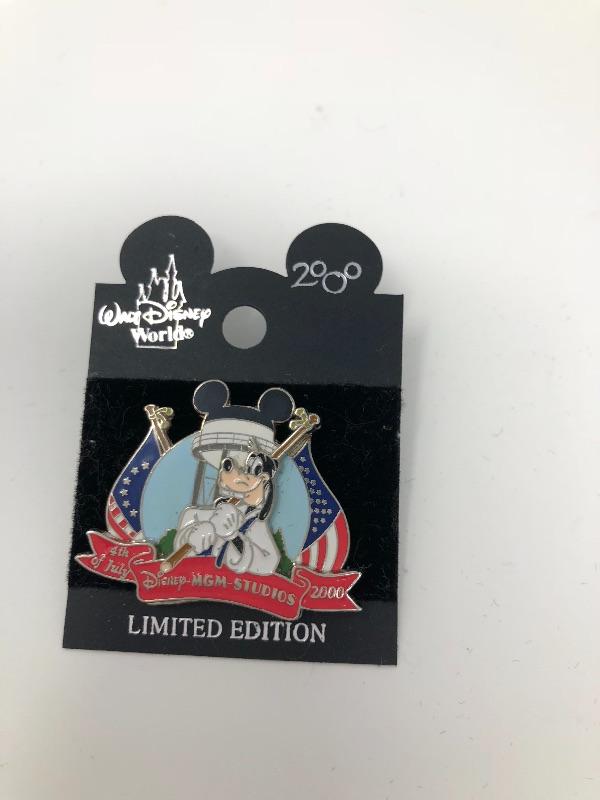 Walt Disney
World®
2000
4th
of July
Disney-MGM-STUDIOS
2000
LIMITED EDITION